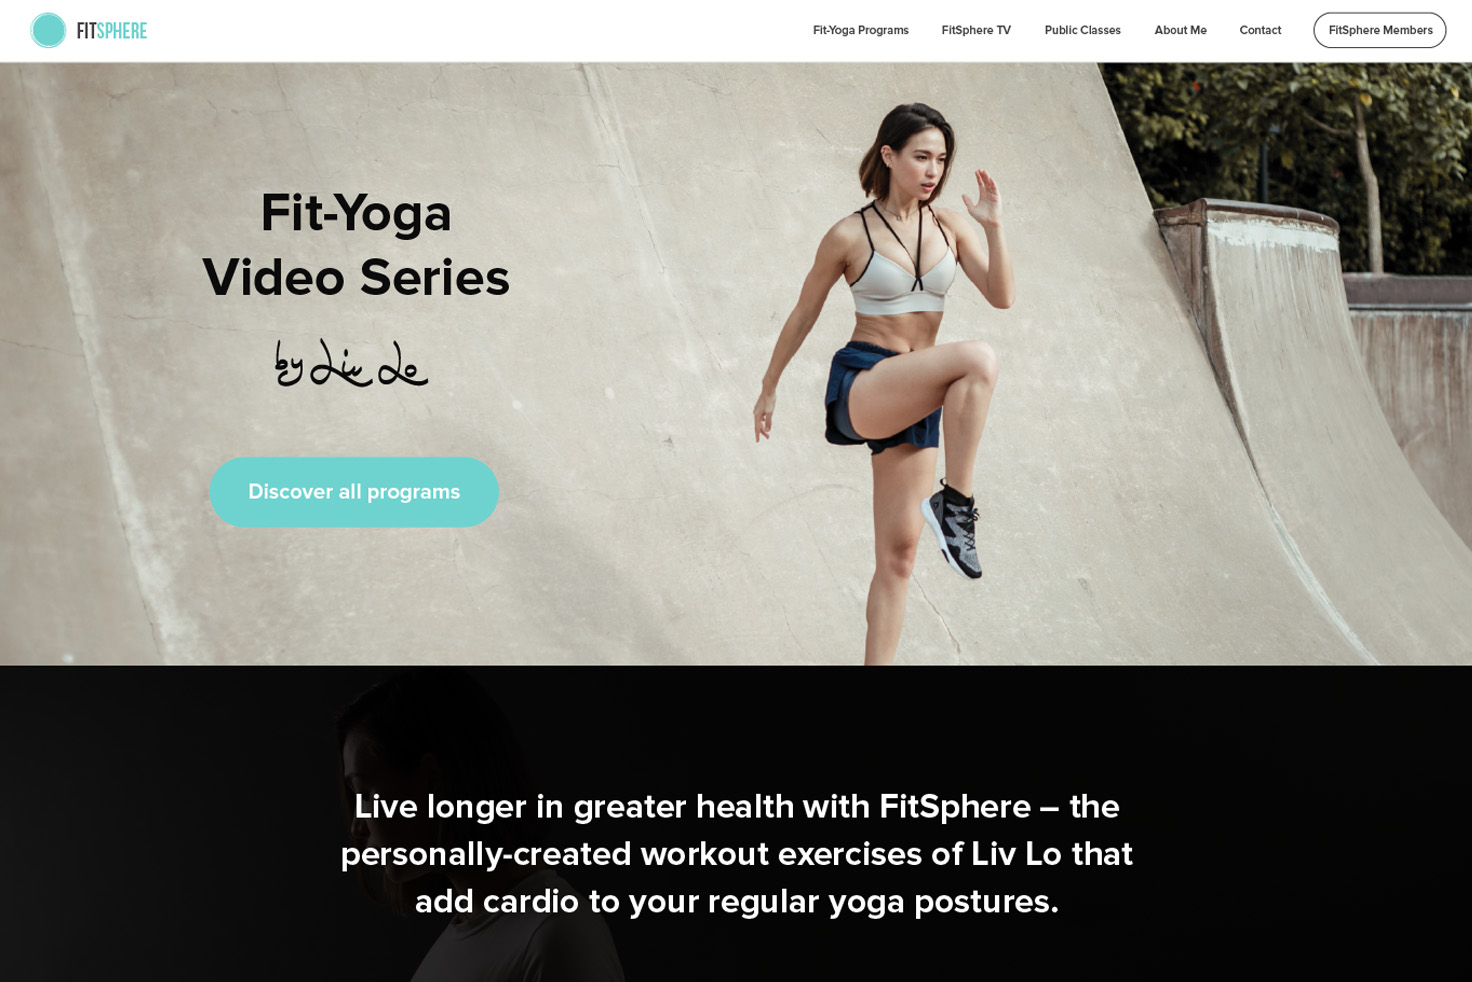 FITSPHERE
Fit-Yoga Programs
FitSphere TV
Public Classes
About Me
Contact
FitSphere Members
Fit-Yoga
Video Series
by Liv Lo
Discover all programs
Live longer in greater health with FitSphere – the
personally-created workout exercises of Liv Lo that
add cardio to your regular yoga postures.